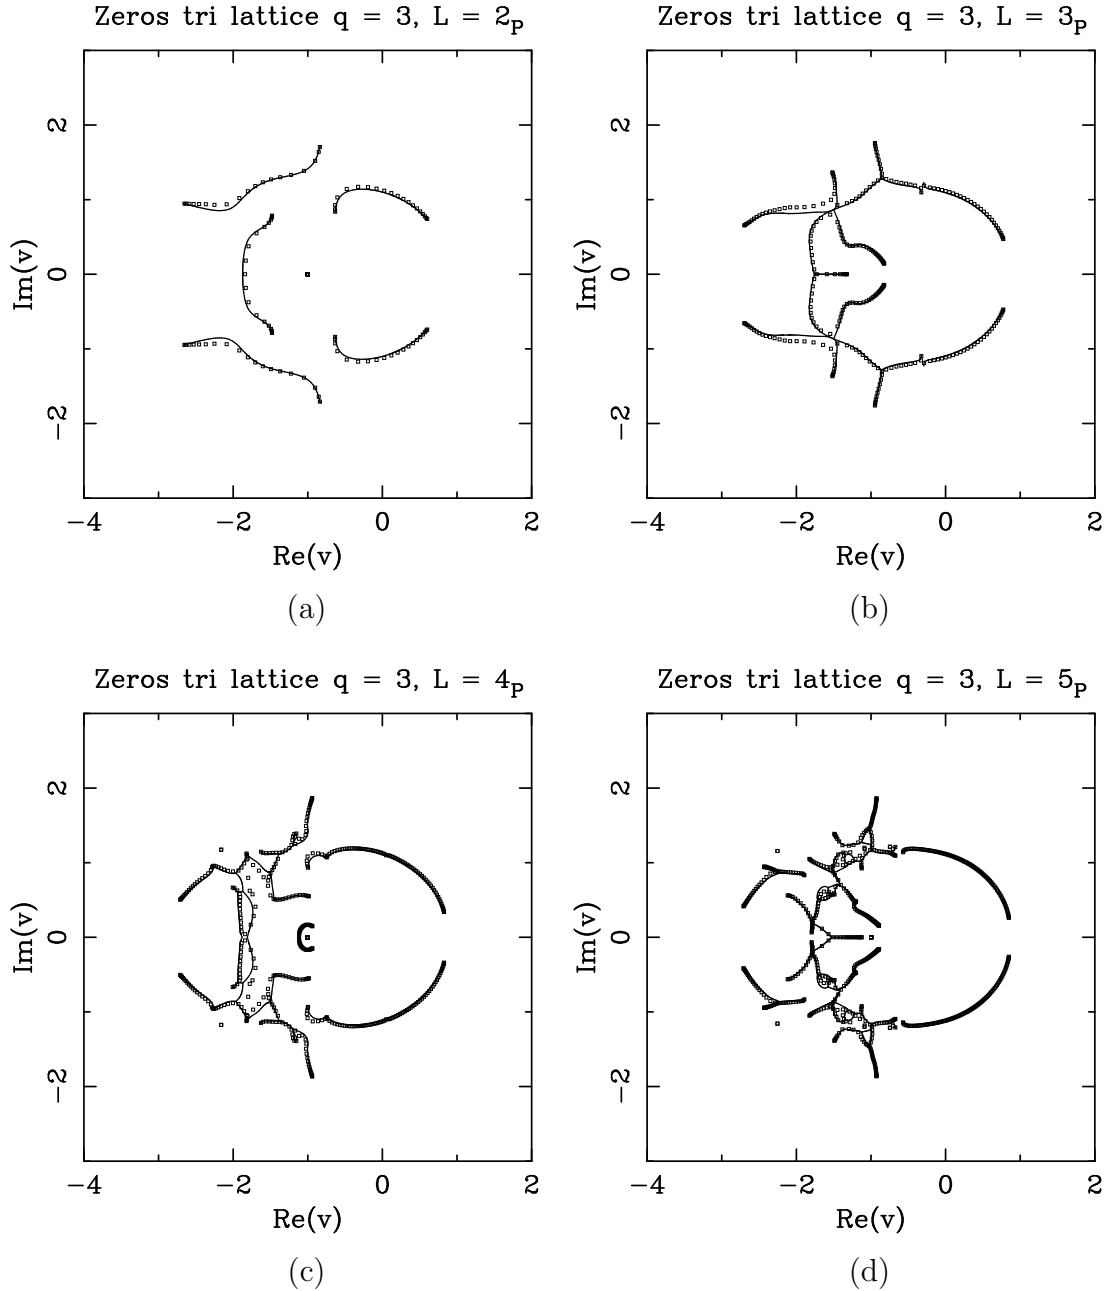 Zeros tri lattice q = 3, L = 2P
2
0
−2
Im(v)
−4 −2 0 2
Re(v)
(a)
Zeros tri lattice q = 3, L = 3P
2
0
−2
Im(v)
−4 −2 0 2
Re(v)
(b)
Zeros tri lattice q = 3, L = 4P
2
0
−2
Im(v)
−4 −2 0 2
Re(v)
(c)
Zeros tri lattice q = 3, L = 5P
2
0
−2
Im(v)
−4 −2 0 2
Re(v)
(d)